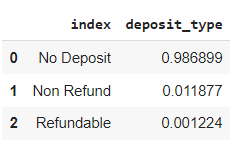 index deposit_type
0 No Deposit 0.986899
1 Non Refund 0.011877
2 Refundable 0.001224